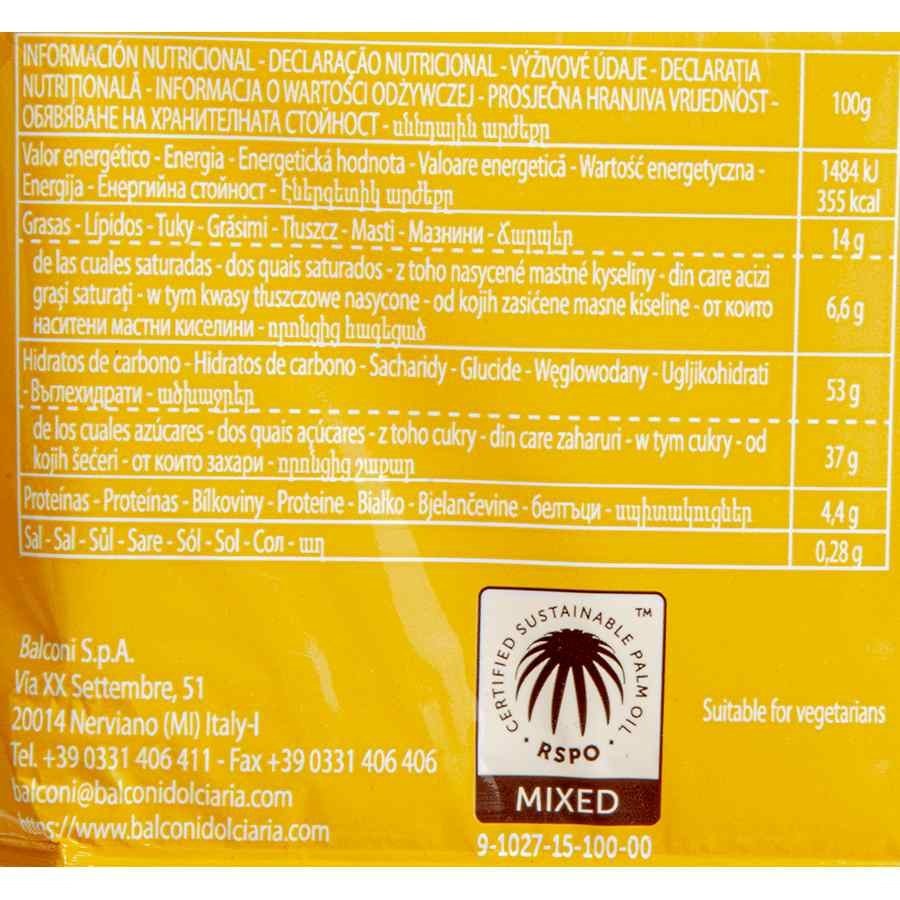 INFORMACIÓN NUTRICIONAL - DECLARAÇÃO NUTRICIONAL - VÝŽIVOVÉ ÚDAJE - DECLARAȚIA
NUTRIȚIONALĂ - INFORMACJA O WARTOŚCI ODŻYWCZEJ - PROSJEČNA HRANJIVA VRIJEDNOST -
ОБЯВЯВАНЕ НА ХРАНИТЕЛНАТА СТОЙНОСТ - սննդային արժեքը
100g
Valor energético - Energia - Energetická hodnota - Valoare energetică - Wartość energetyczna -
Energija - Енергийна стойност - Էներգետիկ արժեքը
1484 kJ
355 kcal
Grasas - Lípidos - Tuky - Grăsimi - Tłuszcz - Masti - Мазнини - Ճարպեր
14 g
de las cuales saturadas - dos quais saturados - z toho nasycené mastné kyseliny - din care acizi
grași saturați - w tym kwasy tłuszczowe nasycone - od kojih zasićene masne kiseline - от които
наситени мастни киселини - որոնցից հագեցած
6,6 g
Hidratos de carbono - Hidratos de carbono - Sacharidy - Glucide - Węglowodany - Ugljikohidrati
- Въглехидрати - ածխաջրեր
53 g
de los cuales azúcares - dos quais açúcares - z toho cukry - din care zaharuri - w tym cukry - od
kojih šećeri - от които захари - որոնցից շաքար
37 g
Proteínas - Proteínas - Bílkoviny - Proteine - Białko - Bjelančevine - белтъци - սպիտակուցներ
4,4 g
Sal - Sal - Sůl - Sare - Sól - Sol - Сол - աղ
0,28 g
Balconi S.p.A.
Via XX Settembre, 51
20014 Nerviano (MI) Italy-I
Tel. +39 0331 406 411 - Fax +39 0331 406 406
balconi@balconidolciaria.com
https://www.balconidolciaria.com
CERTIFIED SUSTAINABLE PALM OIL ™
· RSPO ·
MIXED
9-1027-15-100-00
Suitable for vegetarians